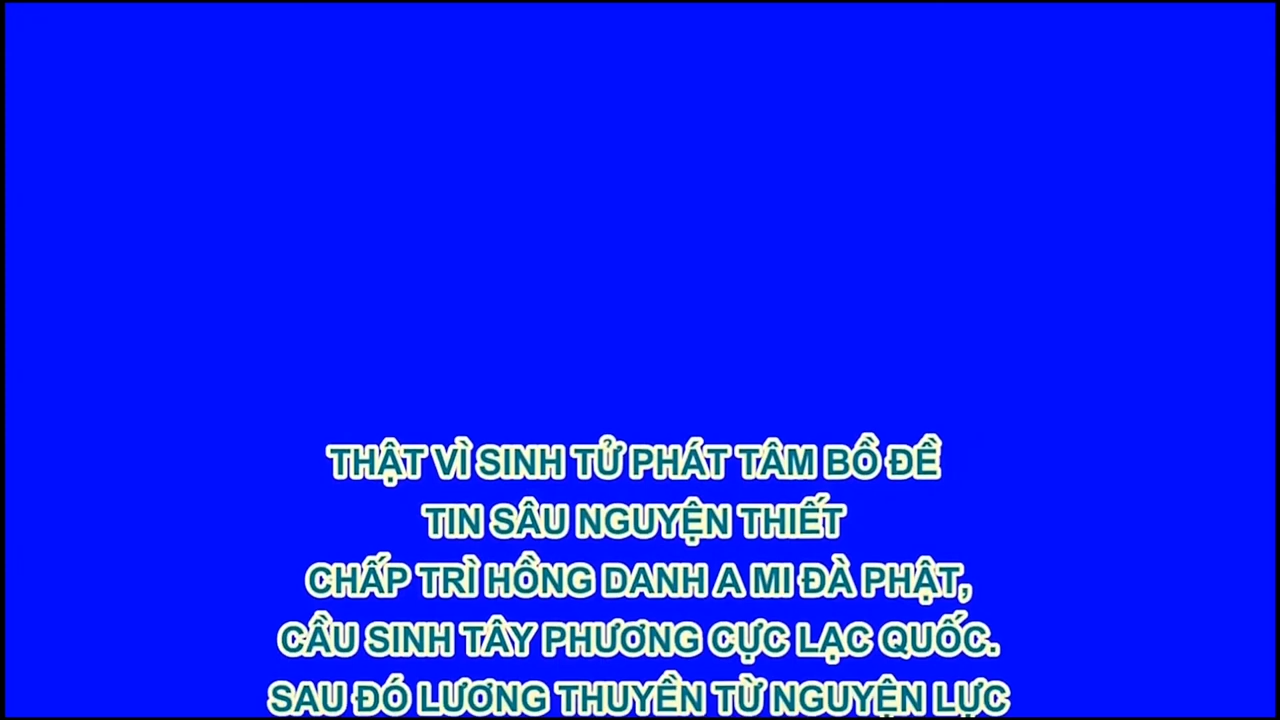 THẬT VÌ SINH TỬ PHÁT TÂM BỒ ĐỀ
TIN SÂU NGUYỆN THIẾT
CHẤP TRÌ HỒNG DANH A MI ĐÀ PHẬT,
CẦU SINH TÂY PHƯƠNG CỰC LẠC QUỐC.
SAU ĐÓ LƯƠNG THUYỀN TỪ NGUYỆN LỰC